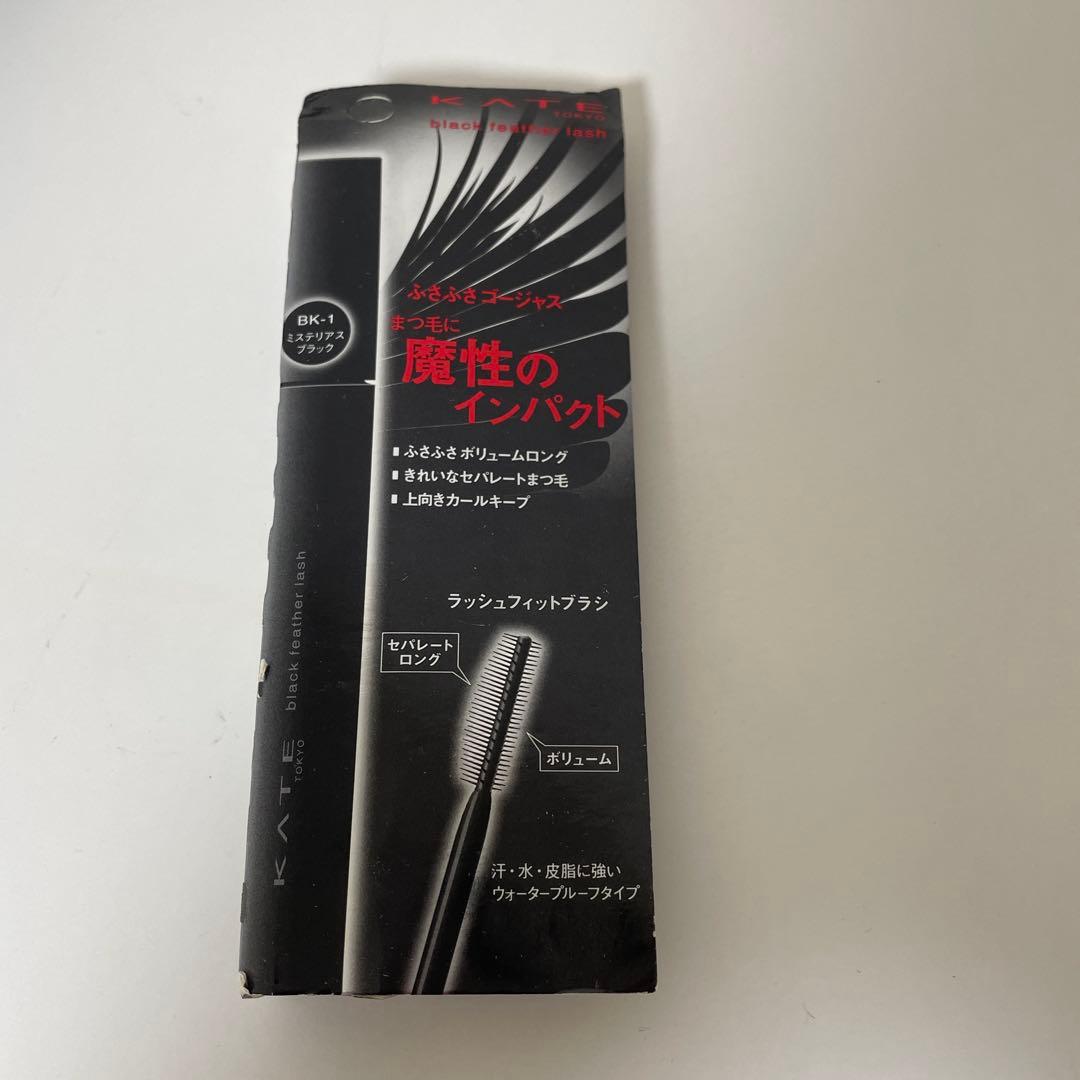 KATE
TOKYO
black feather lash
ふさふさゴージャス
まつ毛に
魔性の
インパクト
BK-1
ミステリアス
ブラック
ふさふさボリュームロング
きれいなセパレートまつ毛
上向きカールキープ
ラッシュフィットブラシ
セパレート
ロング
ボリューム
汗・水・皮脂に強い
ウォータープルーフタイプ
KATE
TOKYO
black feather lash